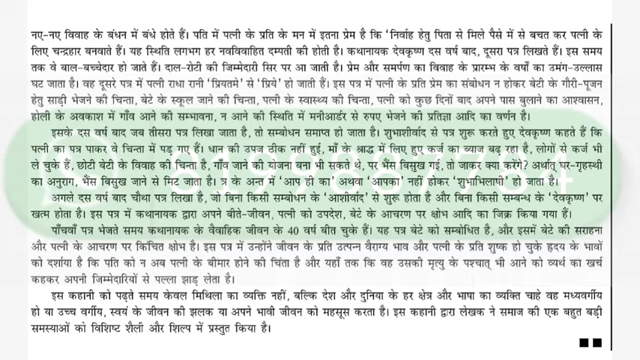 नए-नए विवाह के बंधन में बंधे होते हैं। पति में पत्नी के प्रति के मन में इतना प्रेम है कि ‘निर्वाह हेतु पिता से मिले पैसे में से बचत कर पत्नी के
लिए चन्द्रहार बनवाते हैं। यह स्थिति लगभग हर नवविवाहित दम्पती की होती है। कथानायक देवकृष्ण दस वर्ष बाद, दूसरा पत्र लिखते हैं। इस समय
तक वे बाल-बच्चेदार हो जाते हैं। दाल-रोटी की जिम्मेदारी सिर पर आ जाती है। प्रेम और समर्पण का विवाह के प्रारम्भ के वर्षों का उमंग-उल्लास
घट जाता है। वह दूसरे पत्र में पत्नी राधा रानी ‘प्रियतमे’ से ‘प्रिये’ हो जाती हैं। इस पत्र में पत्नी के प्रति प्रेम का संबोधन न होकर बेटी के गौरी-पूजन
हेतु साड़ी भेजने की चिन्ता, बेटे के स्कूल जाने की चिन्ता, पत्नी के स्वास्थ्य की चिन्ता, पत्नी को कुछ दिनों बाद अपने पास बुलाने का आश्वासन,
होली के अवकाश में गाँव आने की सम्भावना, न आने की स्थिति में मनीआर्डर से रुपए भेजने की प्रतिज्ञा आदि का वर्णन है।
इसके दस वर्ष बाद जब तीसरा पत्र लिखा जाता है, तो सम्बोधन समाप्त हो जाता है। शुभाशीर्वाद से पत्र शुरू करते हुए देवकृष्ण कहते हैं कि
पत्नी का पत्र पाकर वे चिन्ता में पड़ गए हैं। धान की उपज ठीक नहीं हुई, माँ के श्राद्ध में लिए हुए कर्ज का ब्याज बढ़ रहा है, लोगों से कर्ज भी
ले चुके हैं, छोटी बेटी के विवाह की चिन्ता है, गाँव जाने की योजना बना भी सकते थे, पर भैंस बिसुख गई, तो जाकर क्या करेंगे? अर्थात् घर-गृहस्थी
का अनुराग, भैंस बिसुख जाने से मिट जाता है। पत्र के अन्त में ‘आप ही का’ अथवा ‘आपका’ नहीं होकर ‘शुभाभिलाषी’ हो जाता है।
अगले दस वर्ष बाद चौथा पत्र लिखा है, जो बिना किसी सम्बोधन के ‘आशीर्वाद’ से शुरू होता है और बिना किसी सम्बन्ध के ‘देवकृष्ण’ पर
खत्म होता है। इस पत्र में कथानायक द्वारा अपने बीते-जीवन, पत्नी को उपदेश, बेटे के आचरण पर क्षोभ आदि का जिक्र किया गया है।
पाँचवाँ पत्र भेजते समय कथानायक के वैवाहिक जीवन के 40 वर्ष बीत चुके हैं। यह पत्र बेटे को सम्बोधित है, और इसमें बेटे की सराहना
और पत्नी के आचरण पर किंचित क्षोभ है। इस पत्र में उन्होंने जीवन के प्रति उत्पन्न वैराग्य भाव और पत्नी के प्रति शुष्क हो चुके हृदय के भावों
को दर्शाया है कि पति को न अब पत्नी के बीमार होने की चिंता है और यहाँ तक कि वह उसकी मृत्यु के पश्चात् भी आने को व्यर्थ का खर्च
कहकर अपनी जिम्मेदारियों से पल्ला झाड़ लेता है।
इस कहानी को पढ़ते समय केवल मिथिला का व्यक्ति नहीं, बल्कि देश और दुनिया के हर क्षेत्र और भाषा का व्यक्ति चाहे वह मध्यवर्गीय
हो या उच्च वर्गीय, स्वयं के जीवन की झलक या अपने भावी जीवन को महसूस करता है। इस कहानी द्वारा लेखक ने समाज की एक बहुत बड़ी
समस्याओं को विशिष्ट शैली और शिल्प में प्रस्तुत किया है।